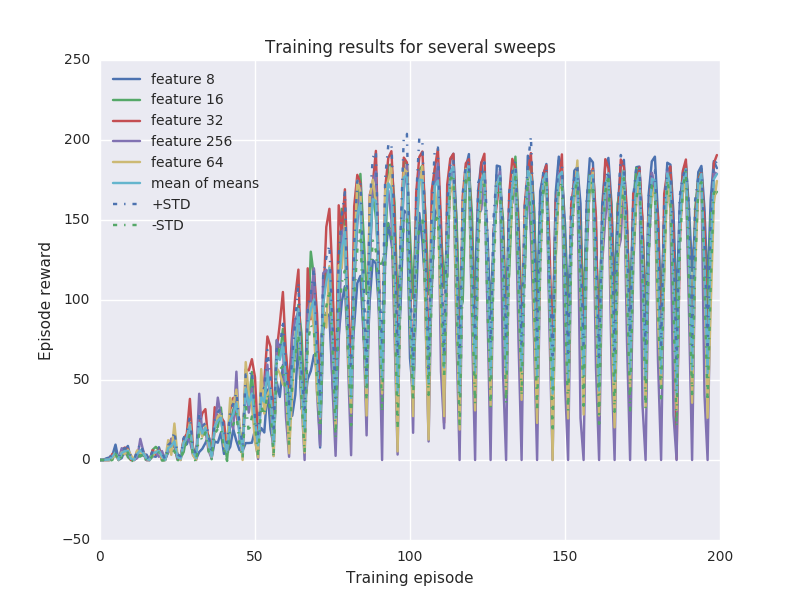 Training results for several sweeps
250
200
150
100
50
0
−50
feature 8
feature 16
feature 32
feature 256
feature 64
mean of means
+STD
-STD
Episode reward
0
50
100
150
200
Training episode